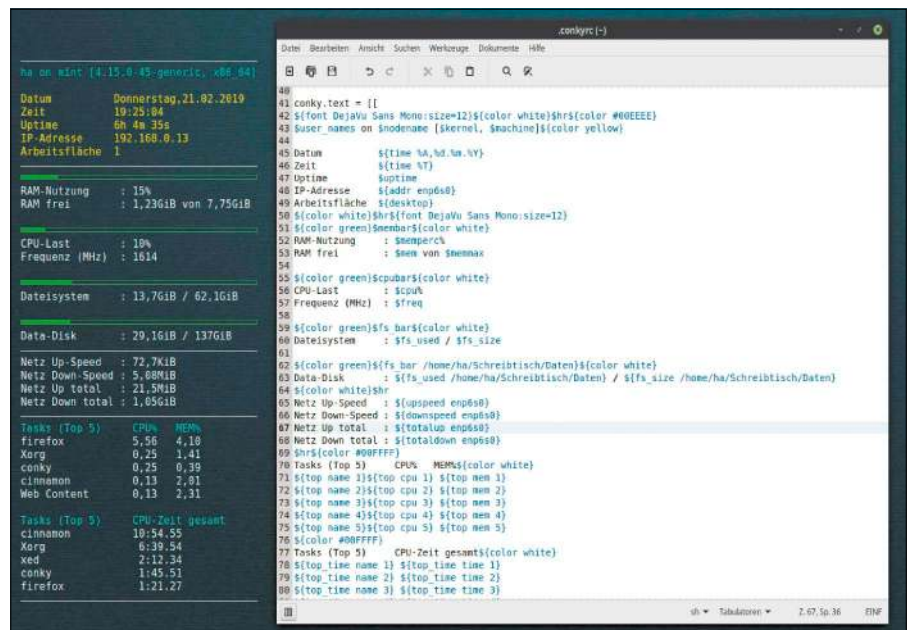 ha on mint [4.15.0-45-generic, x86_64]
Datum Donnerstag,21.02.2019
Zeit 19:25:04
Uptime 6h 4m 35s
IP-Adresse 192.168.0.13
Arbeitsfläche 1
RAM-Nutzung : 15%
RAM frei : 1,23GiB von 7,75GiB
CPU-Last : 10%
Frequenz (MHz) : 1614
Dateisystem : 13,7GiB / 62,1GiB
Data-Disk : 29,1GiB / 137GiB
Netz Up-Speed : 72,7KiB
Netz Down-Speed : 5,08MiB
Netz Up total : 21,5MiB
Netz Down total : 1,05GiB
Tasks (Top 5) CPU% MEM%
firefox 5,56 4,10
Xorg 0,25 1,41
conky 0,25 0,39
cinnamon 0,13 2,01
Web Content 0,13 2,31
Tasks (Top 5) CPU-Zeit gesamt
cinnamon 10:54.55
Xorg 6:39.54
xed 2:12.34
conky 1:45.51
firefox 1:21.27
.conkyrc (~)
Datei Bearbeiten Ansicht Suchen Werkzeuge Dokumente Hilfe
40
41 conky.text = [[
42 ${font DejaVu Sans Mono:size=12}${color white}$hr${color #00EEEE}
43 $user_names on $nodename [$kernel, $machine]${color yellow}
44
45 Datum ${time %A,%d.%m.%Y}
46 Zeit ${time %T}
47 Uptime $uptime
48 IP-Adresse ${addr enp6s0}
49 Arbeitsfläche ${desktop}
50 ${color white}$hr${font DejaVu Sans Mono:size=12}
51 ${color green}$membar${color white}
52 RAM-Nutzung : $memperc%
53 RAM frei : $mem von $memmax
54
55 ${color green}$cpubar${color white}
56 CPU-Last : $cpu%
57 Frequenz (MHz) : $freq
58
59 ${color green}$fs_bar${color white}
60 Dateisystem : $fs_used / $fs_size
61
62 ${color green}${fs_bar /home/ha/Schreibtisch/Daten}${color white}
63 Data-Disk : ${fs_used /home/ha/Schreibtisch/Daten} / ${fs_size /home/ha/Schreibtisch/Daten}
64 ${color white}$hr
65 Netz Up-Speed : ${upspeed enp6s0}
66 Netz Down-Speed : ${downspeed enp6s0}
67 Netz Up total : ${totalup enp6s0}
68 Netz Down total : ${totaldown enp6s0}
69 $hr${color #00FFFF}
70 Tasks (Top 5) CPU% MEM%${color white}
71 ${top name 1}${top cpu 1} ${top mem 1}
72 ${top name 2}${top cpu 2} ${top mem 2}
73 ${top name 3}${top cpu 3} ${top mem 3}
74 ${top name 4}${top cpu 4} ${top mem 4}
75 ${top name 5}${top cpu 5} ${top mem 5}
76 ${color #00FFFF}
77 Tasks (Top 5) CPU-Zeit gesamt${color white}
78 ${top_time name 1} ${top_time time 1}
79 ${top_time name 2} ${top_time time 2}
80 ${top_time name 3} ${top_time time 3}
sh Tabulatoren Z. 67, Sp. 36 EINF